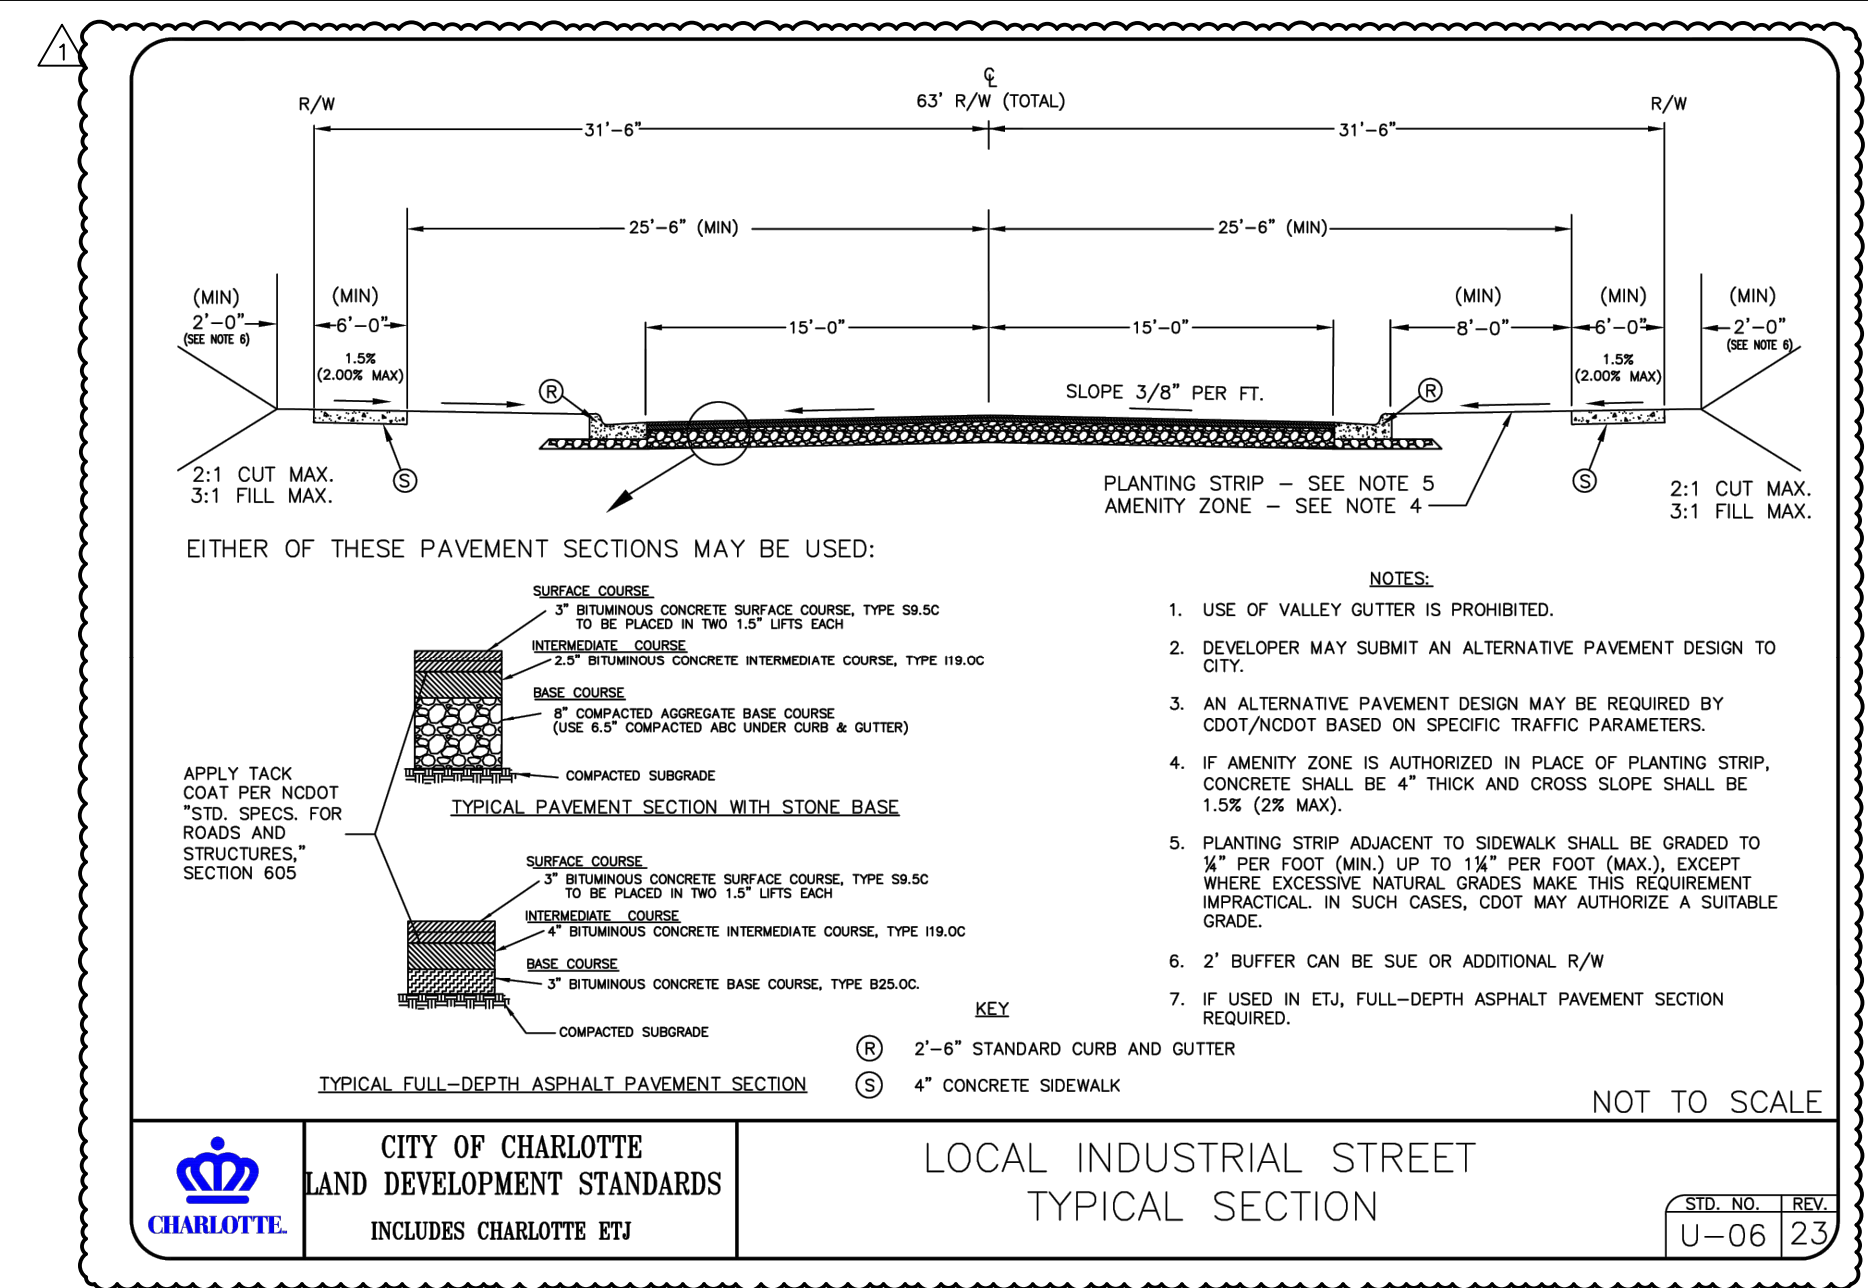 1
℄
63' R/W (TOTAL)
R/W
R/W
31'-6"
31'-6"
25'-6" (MIN)
25'-6" (MIN)
(MIN)
2'-0"
(SEE NOTE 6)
(MIN)
6'-0"
1.5%
(2.00% MAX)
15'-0"
15'-0"
(MIN)
8'-0"
(MIN)
6'-0"
1.5%
(2.00% MAX)
(MIN)
2'-0"
(SEE NOTE 6)
R
SLOPE 3/8" PER FT.
R
2:1 CUT MAX.
3:1 FILL MAX.
S
PLANTING STRIP - SEE NOTE 5
AMENITY ZONE - SEE NOTE 4
S
2:1 CUT MAX.
3:1 FILL MAX.
EITHER OF THESE PAVEMENT SECTIONS MAY BE USED:
SURFACE COURSE
3" BITUMINOUS CONCRETE SURFACE COURSE, TYPE S9.5C
TO BE PLACED IN TWO 1.5" LIFTS EACH
INTERMEDIATE COURSE
2.5" BITUMINOUS CONCRETE INTERMEDIATE COURSE, TYPE I19.0C
BASE COURSE
8" COMPACTED AGGREGATE BASE COURSE
(USE 6.5" COMPACTED ABC UNDER CURB & GUTTER)
COMPACTED SUBGRADE
TYPICAL PAVEMENT SECTION WITH STONE BASE
APPLY TACK
COAT PER NCDOT
"STD. SPECS. FOR
ROADS AND
STRUCTURES,"
SECTION 605
SURFACE COURSE
3" BITUMINOUS CONCRETE SURFACE COURSE, TYPE S9.5C
TO BE PLACED IN TWO 1.5" LIFTS EACH
INTERMEDIATE COURSE
4" BITUMINOUS CONCRETE INTERMEDIATE COURSE, TYPE I19.0C
BASE COURSE
3" BITUMINOUS CONCRETE BASE COURSE, TYPE B25.0C.
COMPACTED SUBGRADE
TYPICAL FULL-DEPTH ASPHALT PAVEMENT SECTION
KEY
R 2'-6" STANDARD CURB AND GUTTER
S 4" CONCRETE SIDEWALK
NOTES:
1. USE OF VALLEY GUTTER IS PROHIBITED.
2. DEVELOPER MAY SUBMIT AN ALTERNATIVE PAVEMENT DESIGN TO
CITY.
3. AN ALTERNATIVE PAVEMENT DESIGN MAY BE REQUIRED BY
CDOT/NCDOT BASED ON SPECIFIC TRAFFIC PARAMETERS.
4. IF AMENITY ZONE IS AUTHORIZED IN PLACE OF PLANTING STRIP,
CONCRETE SHALL BE 4" THICK AND CROSS SLOPE SHALL BE
1.5% (2% MAX).
5. PLANTING STRIP ADJACENT TO SIDEWALK SHALL BE GRADED TO
¼" PER FOOT (MIN.) UP TO 1¼" PER FOOT (MAX.), EXCEPT
WHERE EXCESSIVE NATURAL GRADES MAKE THIS REQUIREMENT
IMPRACTICAL. IN SUCH CASES, CDOT MAY AUTHORIZE A SUITABLE
GRADE.
6. 2' BUFFER CAN BE SUE OR ADDITIONAL R/W
7. IF USED IN ETJ, FULL-DEPTH ASPHALT PAVEMENT SECTION
REQUIRED.
NOT TO SCALE
CHARLOTTE.
CITY OF CHARLOTTE
LAND DEVELOPMENT STANDARDS
INCLUDES CHARLOTTE ETJ
LOCAL INDUSTRIAL STREET
TYPICAL SECTION
STD. NO. REV.
U-06 23